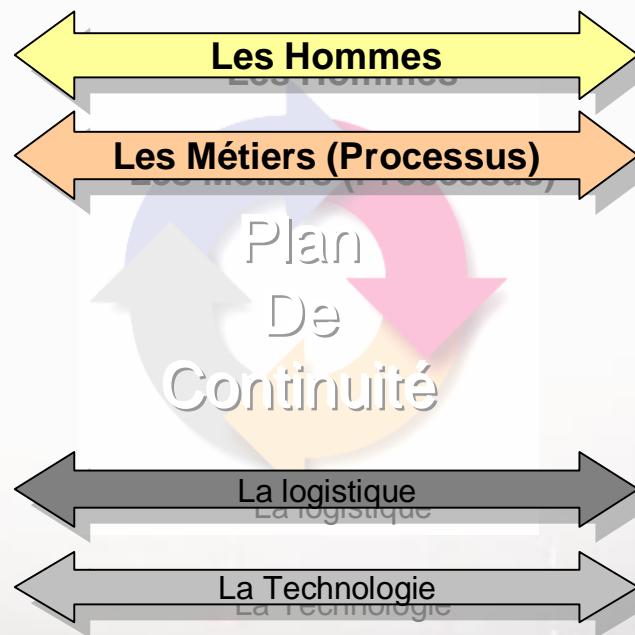 Les Hommes
Les Métiers (Processus)
Plan
De
Continuité
La logistique
La Technologie